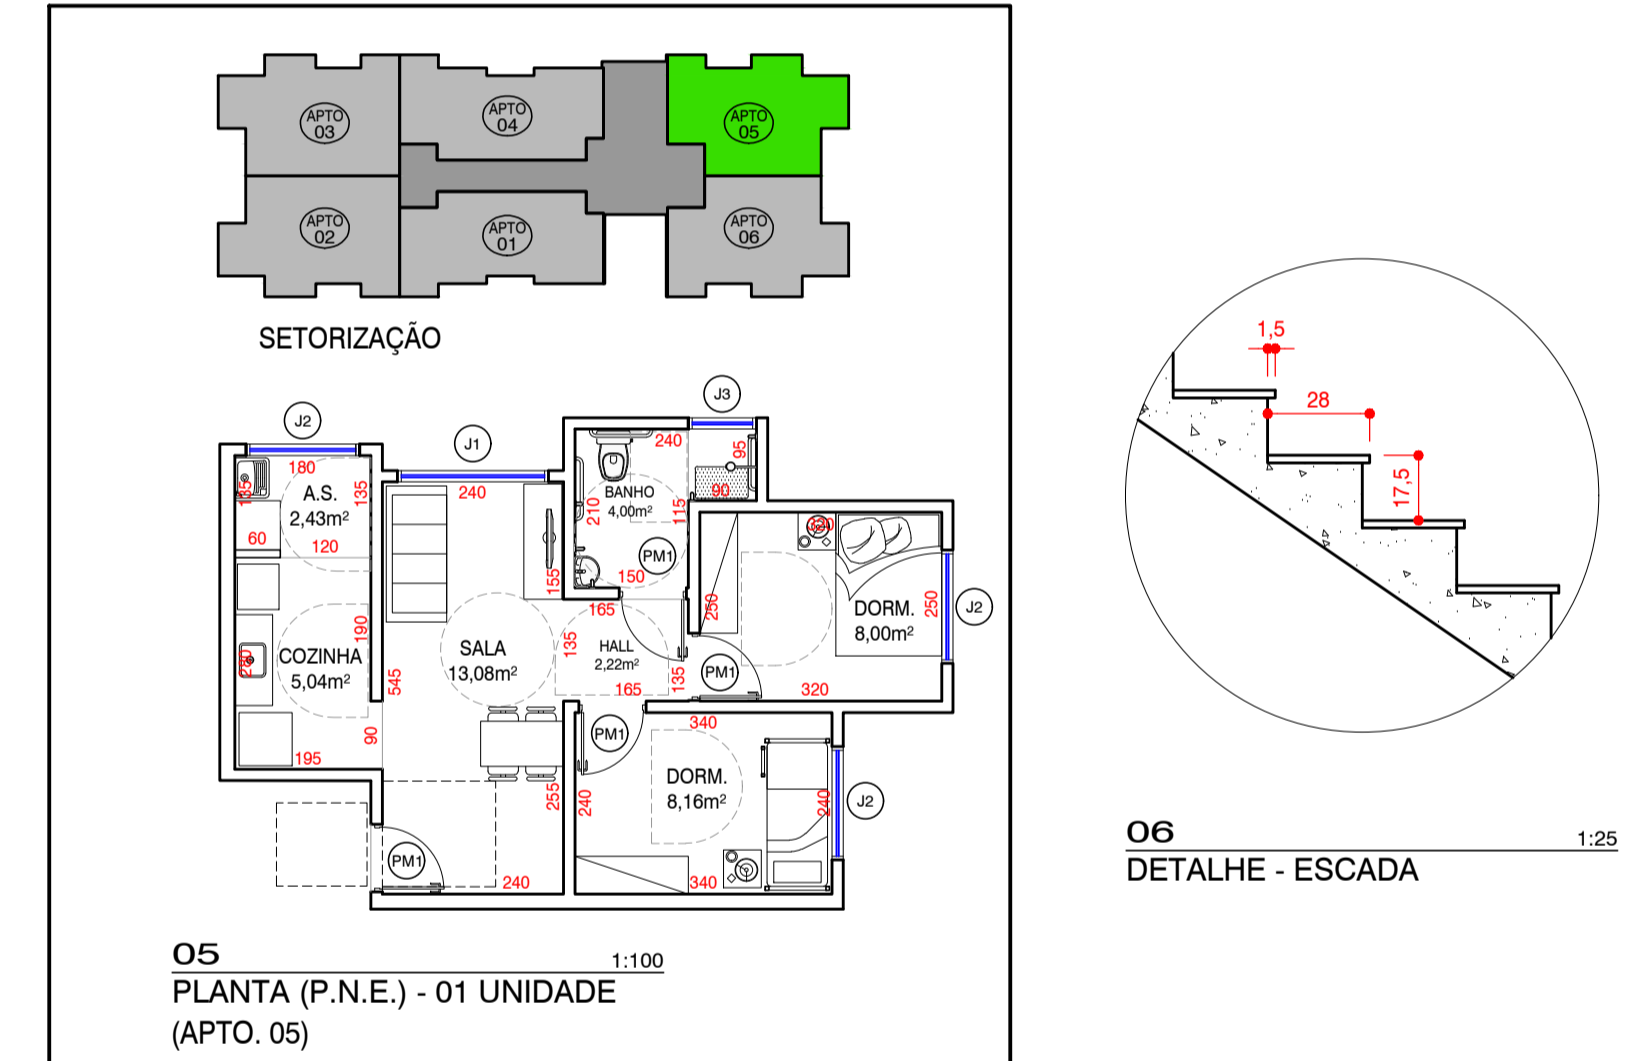 APTO
03
APTO
04
APTO
05
APTO
02
APTO
01
APTO
06
SETORIZAÇÃO
J2
J1
J3
180
135
A.S.
2,43m²
135
60
120
240
240
95
90
BANHO
4,00m²
210
115
PM1
150
155
165
320
250
DORM.
8,00m²
250
J2
COZINHA
5,04m²
190
280
SALA
13,08m²
545
135
HALL
2,22m²
165
135
PM1
320
90
195
PM1
340
DORM.
8,16m²
240
240
J2
255
PM1
240
340
05
1:100
PLANTA (P.N.E.) - 01 UNIDADE
(APTO. 05)
1,5
28
17,5
06
1:25
DETALHE - ESCADA